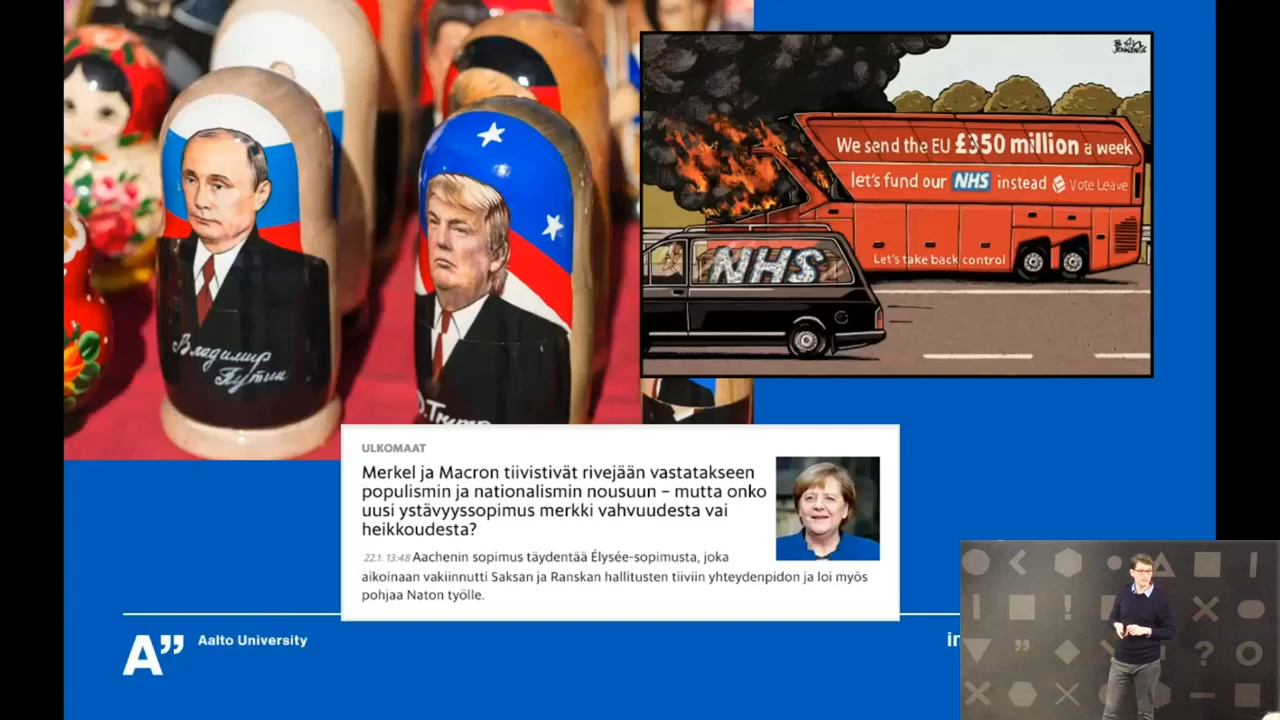 Владимир
Путин
D.Trump
We send the EU £350 million a week
let's fund our NHS instead Vote Leave
Let's take back control
NHS
ULKOMAAT
Merkel ja Macron tiivistivät rivejään vastatakseen
populismin ja nationalismin nousuun – mutta onko
uusi ystävyyssopimus merkki vahvuudesta vai
heikkoudesta?
22.1. 13:48 Aachenin sopimus täydentää Élysée-sopimusta, joka
aikoinaan vakiinnutti Saksan ja Ranskan hallitusten tiiviin yhteydenpidon ja loi myös
pohjaa Naton työlle.
A”
Aalto University